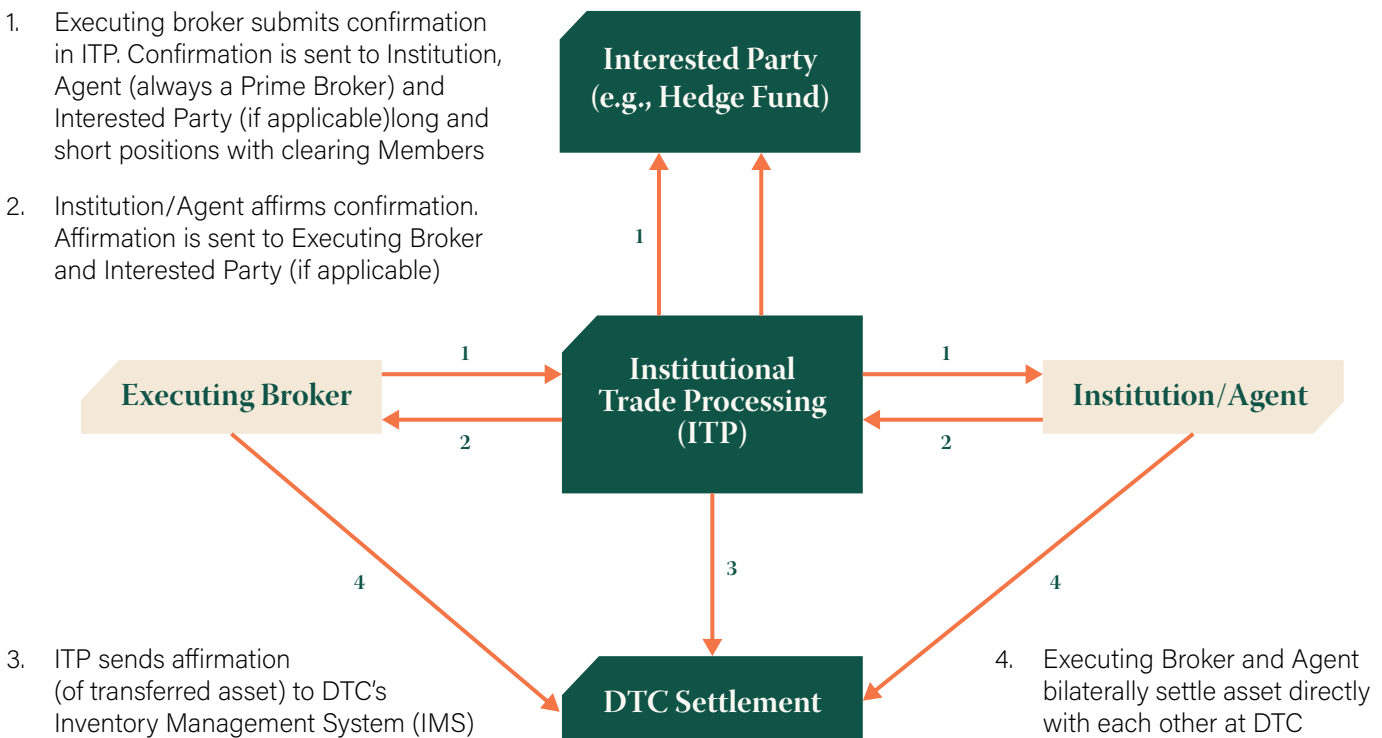 1. Executing broker submits confirmation
in ITP. Confirmation is sent to Institution,
Agent (always a Prime Broker) and
Interested Party (if applicable)long and
short positions with clearing Members
2. Institution/Agent affirms confirmation.
Affirmation is sent to Executing Broker
and Interested Party (if applicable)
Interested Party
(e.g., Hedge Fund)
1
Executing Broker
1
2
Institutional
Trade Processing
(ITP)
1
2
Institution/Agent
4
3
4
3. ITP sends affirmation
(of transferred asset) to DTC's
Inventory Management System (IMS)
DTC Settlement
4. Executing Broker and Agent
bilaterally settle asset directly
with each other at DTC